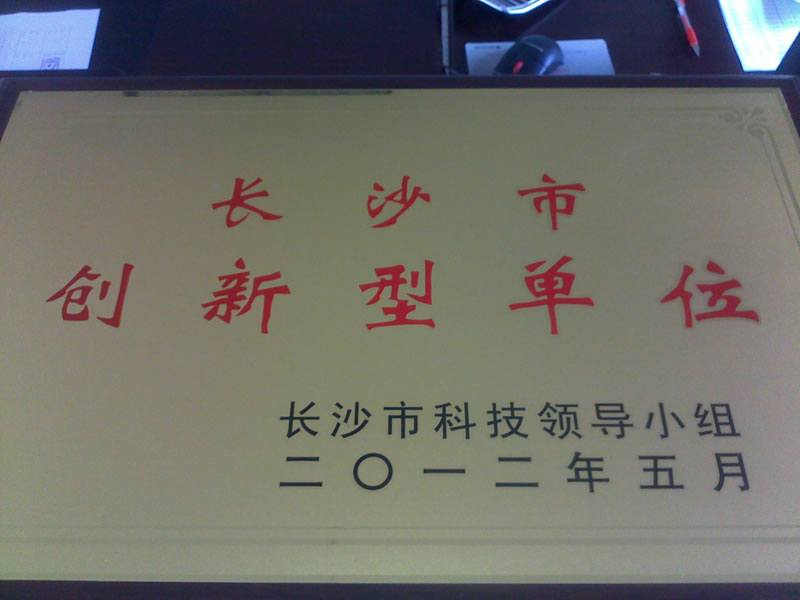 长沙市
创新型单位
长沙市科技领导小组
二〇一二年五月